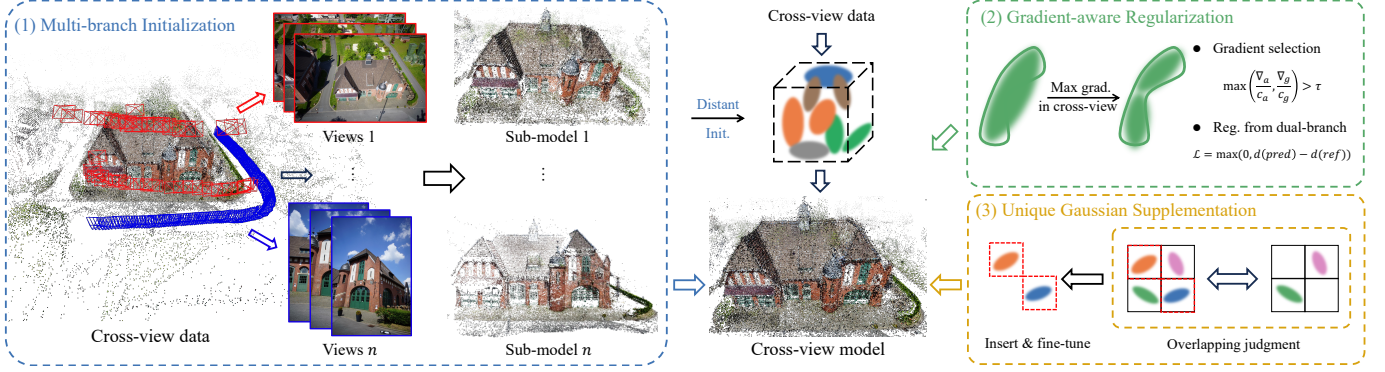 (1) Multi-branch Initialization
Views 1
Sub-model 1
⋮
⋮
Cross-view data
Views n
Sub-model n
Cross-view data
Distant
Init.
Cross-view model
(2) Gradient-aware Regularization
Max grad.
in cross-view
● Gradient selection
max(∇a/ca, ∇g/cg) > τ
● Reg. from dual-branch
ℒ = max(0, d(pred) − d(ref))
(3) Unique Gaussian Supplementation
Insert & fine-tune
Overlapping judgment